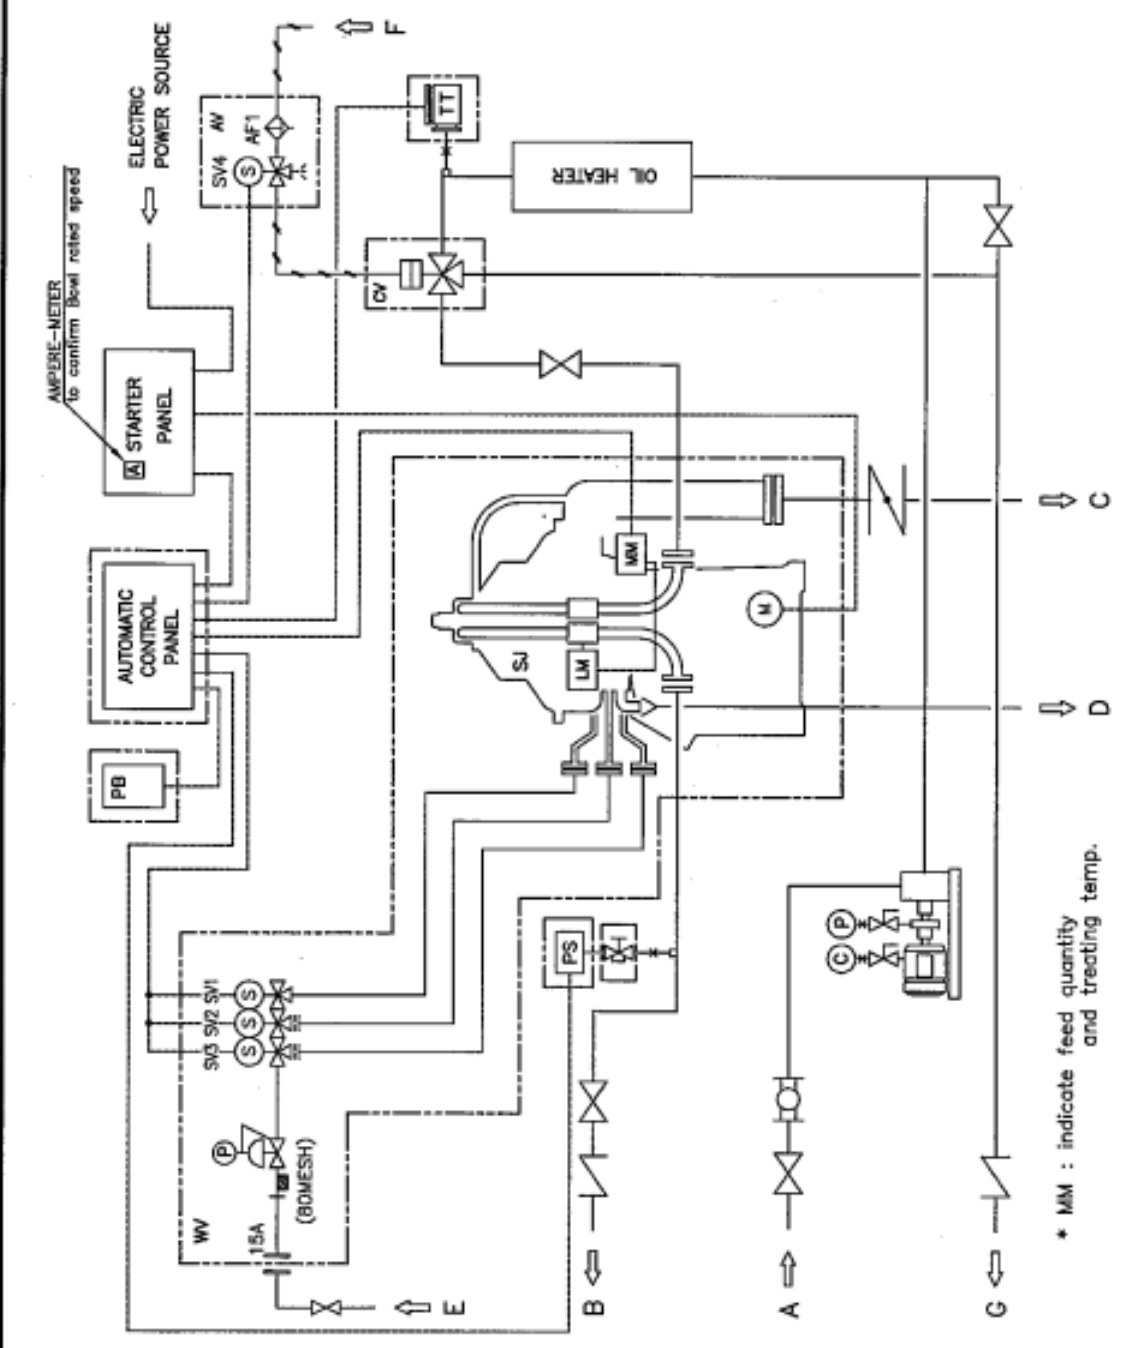 AMPERE-METER
to confirm Bowl rated speed
ELECTRIC
POWER SOURCE
F
A
STARTER
PANEL
AV
SV4
AF1
S
TT
CV
OIL HEATER
AUTOMATIC
CONTROL
PANEL
PB
MM
SJ
LM
M
C
D
SV1
SV2
SV3
S
S
S
P
(80MESH)
WV
15A
E
PS
B
P
C
A
G
* MM : indicate feed quantity
and treating temp.